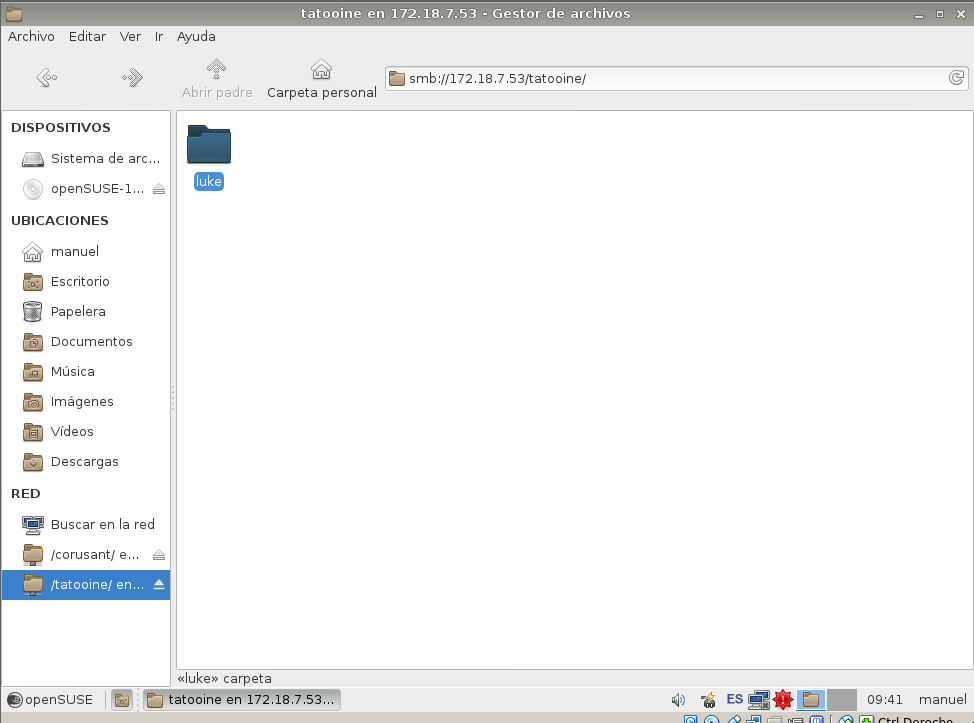 tatooine en 172.18.7.53 - Gestor de archivos
Archivo Editar Ver Ir Ayuda
Abrir padre Carpeta personal smb://172.18.7.53/tatooine/
DISPOSITIVOS
Sistema de arc...
openSUSE-1...
UBICACIONES
manuel
Escritorio
Papelera
Documentos
Música
Imágenes
Vídeos
Descargas
RED
Buscar en la red
/corusant/ e...
/tatooine/ en...
luke
«luke» carpeta
openSUSE tatooine en 172.18.7.53... ES 09:41 manuel
Ctrl Derecho